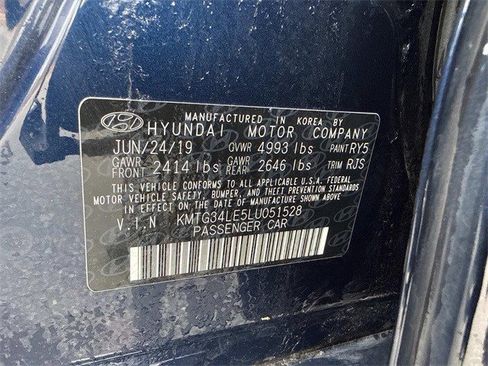 MANUFACTURED IN KOREA BY
HYUNDAI MOTOR COMPANY
JUN/24/19 GVWR 4993 lbs PAINT RY5
GAWR FRONT 2414 lbs GAWR REAR 2646 lbs TRIM RJS
THIS VEHICLE CONFORMS TO ALL APPLICABLE U.S.A. FEDERAL
MOTOR VEHICLE SAFETY, BUMPER, AND THEFT PREVENTION
STANDARDS IN EFFECT ON THE DATE OF MANUFACTURE SHOWN ABOVE.
V.I.N KMTG34LE5LU051528
PASSENGER CAR